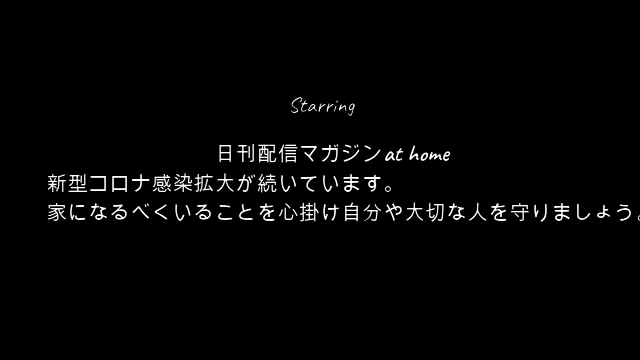 Starring
日刊配信マガジンat home
新型コロナ感染拡大が続いています。
家になるべくいることを心掛け自分や大切な人を守りましょう。